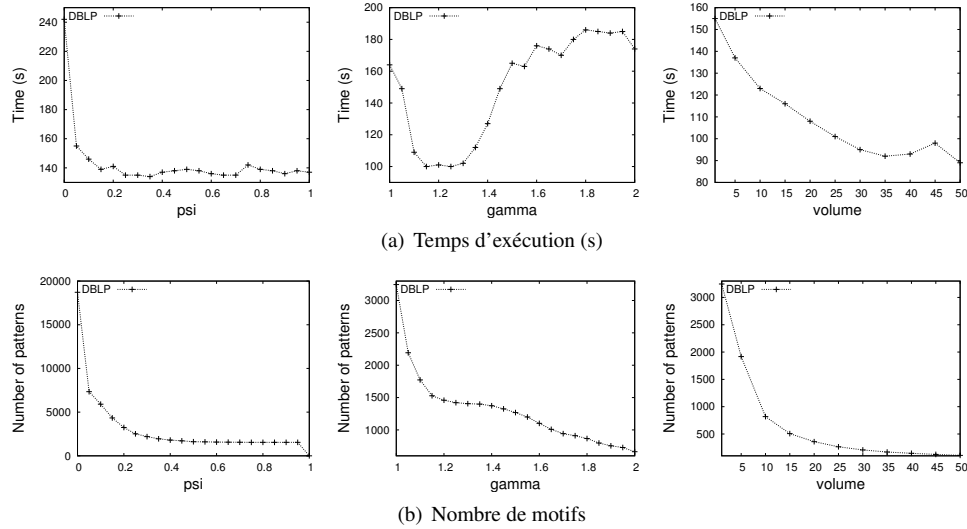 DBLP
Time (s)
240
220
200
180
160
140
0 0.2 0.4 0.6 0.8 1
psi
DBLP
Time (s)
200
180
160
140
120
100
1 1.2 1.4 1.6 1.8 2
gamma
DBLP
Time (s)
160
150
140
130
120
110
100
90
80
5 10 15 20 25 30 35 40 45 50
volume
(a) Temps d'exécution (s)
DBLP
Number of patterns
20000
15000
10000
5000
0
0 0.2 0.4 0.6 0.8 1
psi
DBLP
Number of patterns
3000
2500
2000
1500
1000
1 1.2 1.4 1.6 1.8 2
gamma
DBLP
Number of patterns
3000
2500
2000
1500
1000
500
5 10 15 20 25 30 35 40 45 50
volume
(b) Nombre de motifs